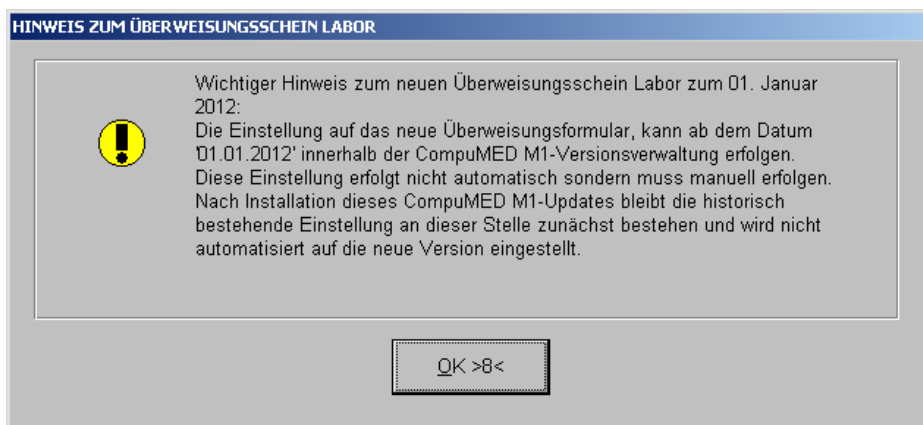 HINWEIS ZUM ÜBERWEISUNGSSCHEIN LABOR
Wichtiger Hinweis zum neuen Überweisungsschein Labor zum 01. Januar
2012:
Die Einstellung auf das neue Überweisungsformular, kann ab dem Datum
'01.01.2012' innerhalb der CompuMED M1-Versionsverwaltung erfolgen.
Diese Einstellung erfolgt nicht automatisch sondern muss manuell erfolgen.
Nach Installation dieses CompuMED M1-Updates bleibt die historisch
bestehende Einstellung an dieser Stelle zunächst bestehen und wird nicht
automatisiert auf die neue Version eingestellt.
OK >8<